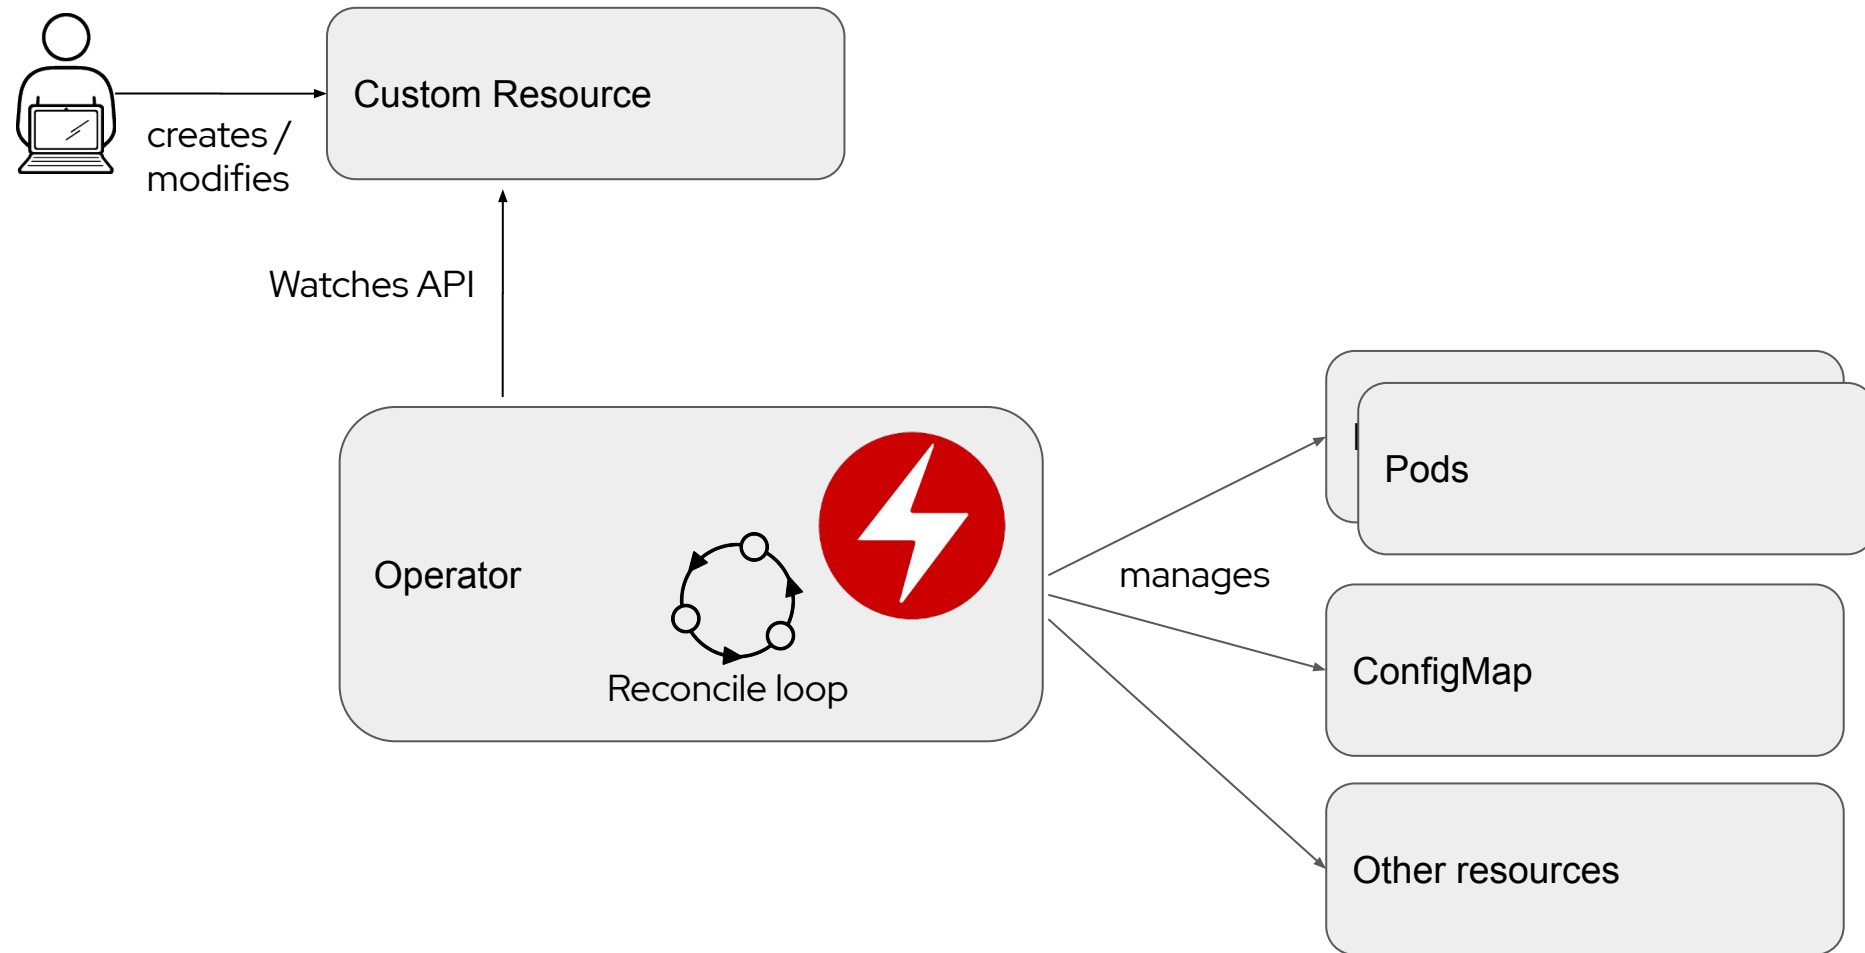 Custom Resource
creates /
modifies
Watches API
Pods
Operator
manages
Reconcile loop
ConfigMap
Other resources